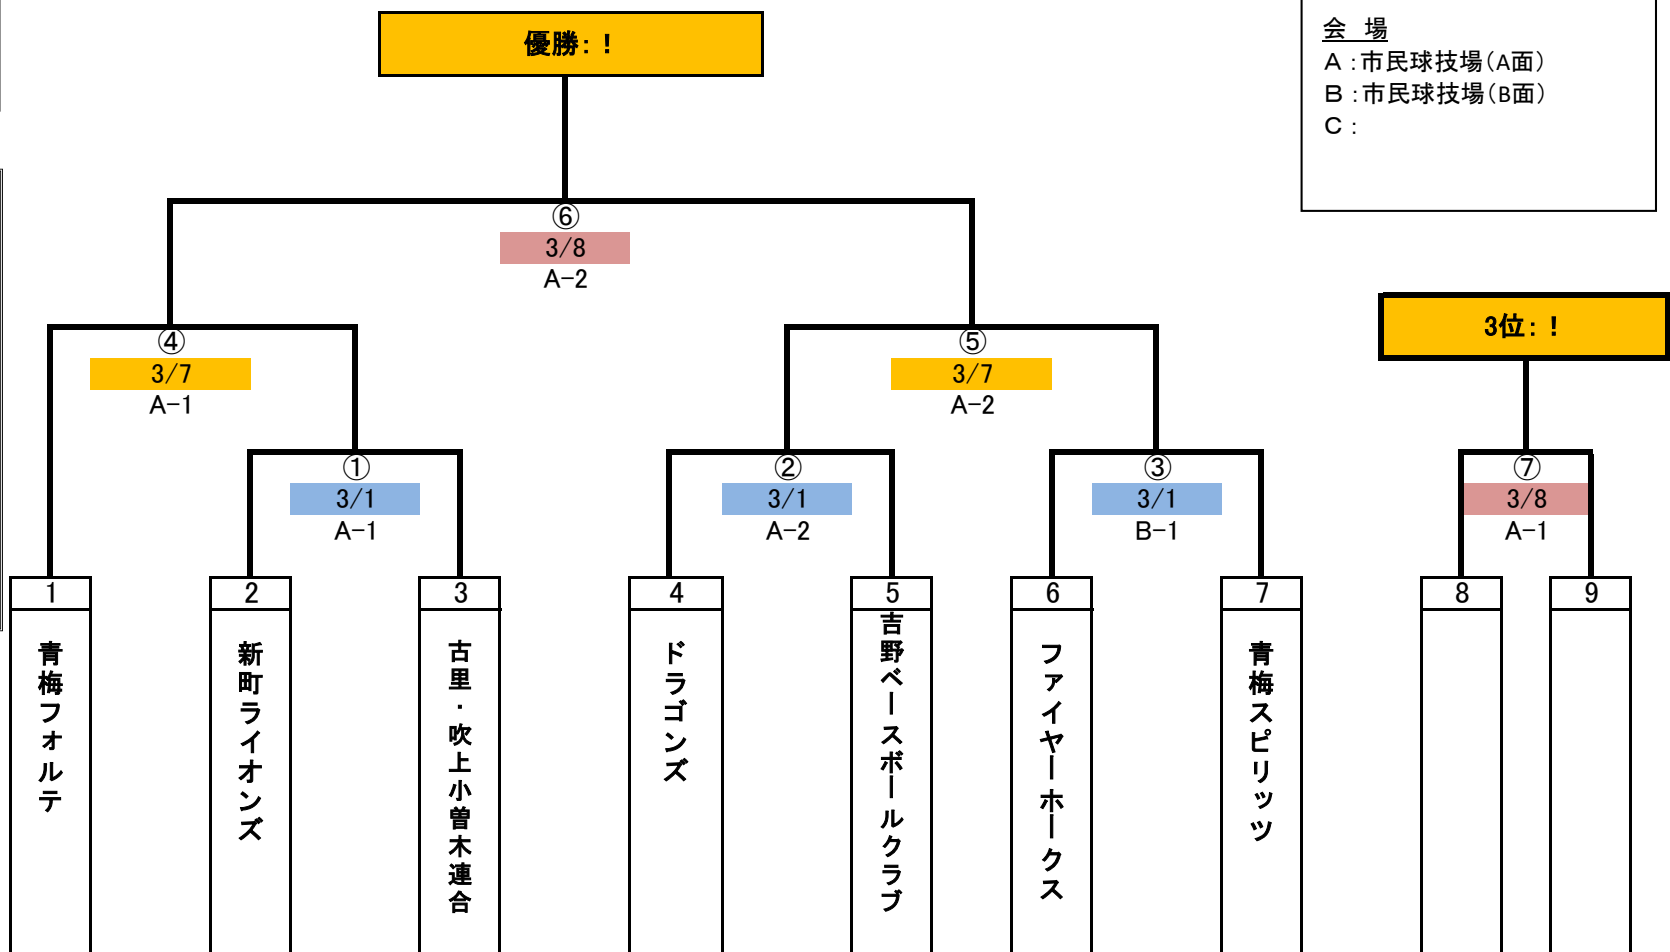 優勝：！
会　場
A：市民球技場（A面）
B：市民球技場（B面）
C：
⑥
3/8
A-2
3位：！
④
3/7
A-1
⑤
3/7
A-2
①
3/1
A-1
②
3/1
A-2
③
3/1
B-1
⑦
3/8
A-1
1
2
3
4
5
6
7
8
9
青梅フォルテ
新町ライオンズ
古里・吹上小曽木連合
ドラゴンズ
吉野ベースボールクラブ
ファイヤーホークス
青梅スピリッツ